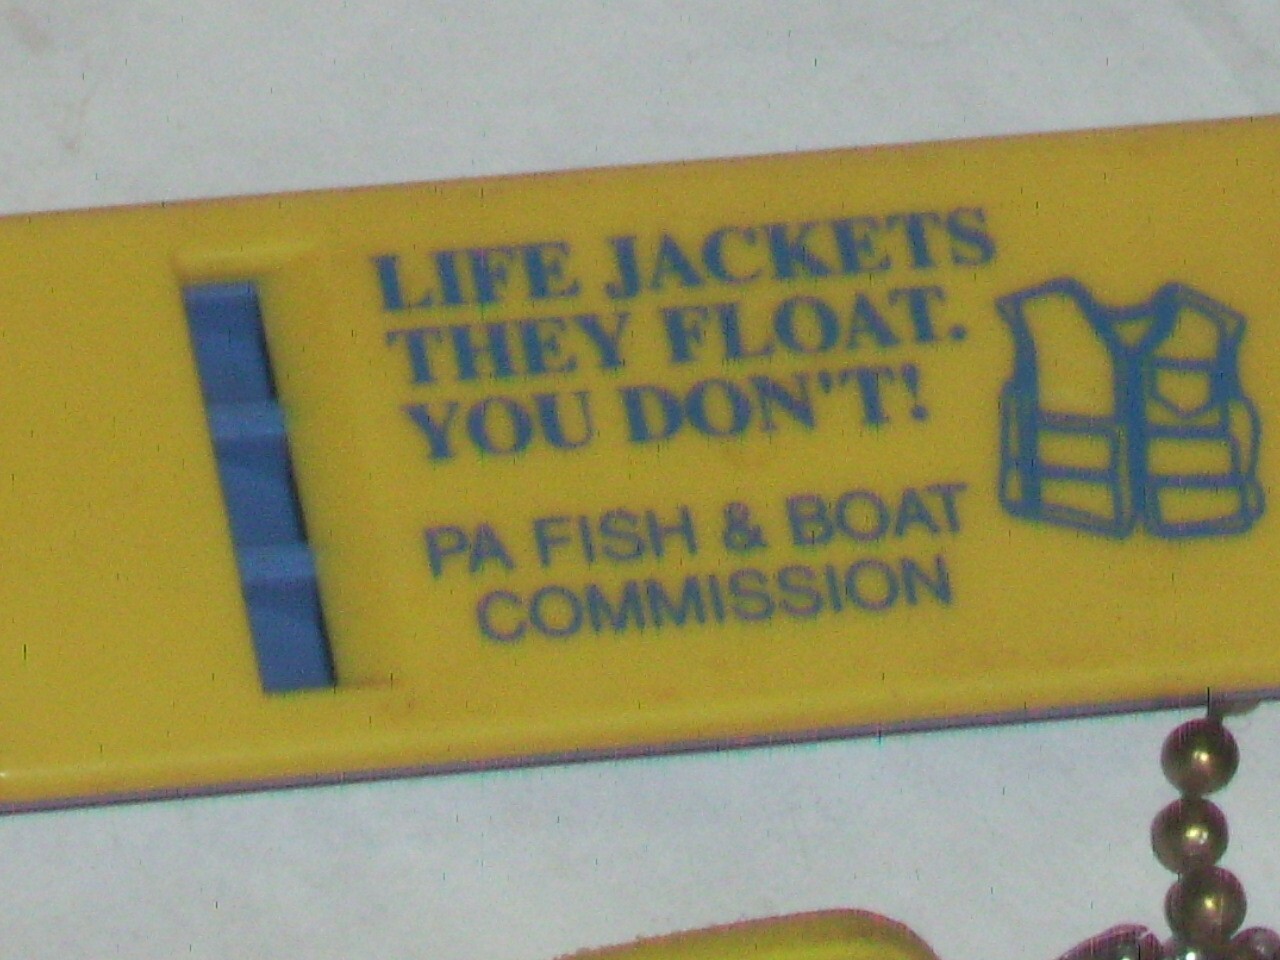 LIFE JACKETS
THEY FLOAT.
YOU DON'T!
PA FISH & BOAT
COMMISSION